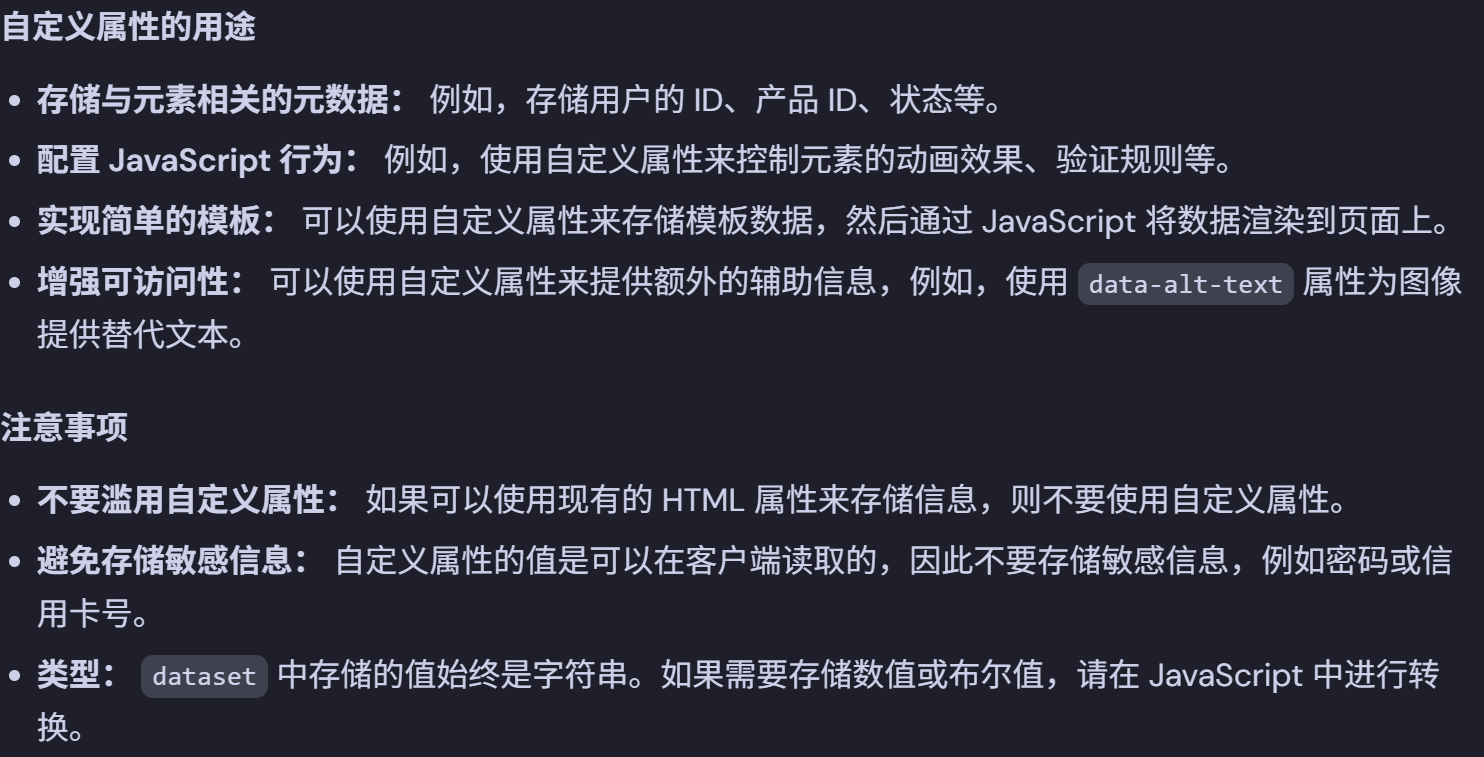 自定义属性的用途
存储与元素相关的元数据： 例如，存储用户的 ID、产品 ID、状态等。
配置 JavaScript 行为： 例如，使用自定义属性来控制元素的动画效果、验证规则等。
实现简单的模板： 可以使用自定义属性来存储模板数据，然后通过 JavaScript 将数据渲染到页面上。
增强可访问性： 可以使用自定义属性来提供额外的辅助信息，例如，使用 data-alt-text 属性为图像
提供替代文本。
注意事项
不要滥用自定义属性： 如果可以使用现有的 HTML 属性来存储信息，则不要使用自定义属性。
避免存储敏感信息： 自定义属性的值是可以在客户端读取的，因此不要存储敏感信息，例如密码或信
用卡号。
类型： dataset 中存储的值始终是字符串。如果需要存储数值或布尔值，请在 JavaScript 中进行转
换。